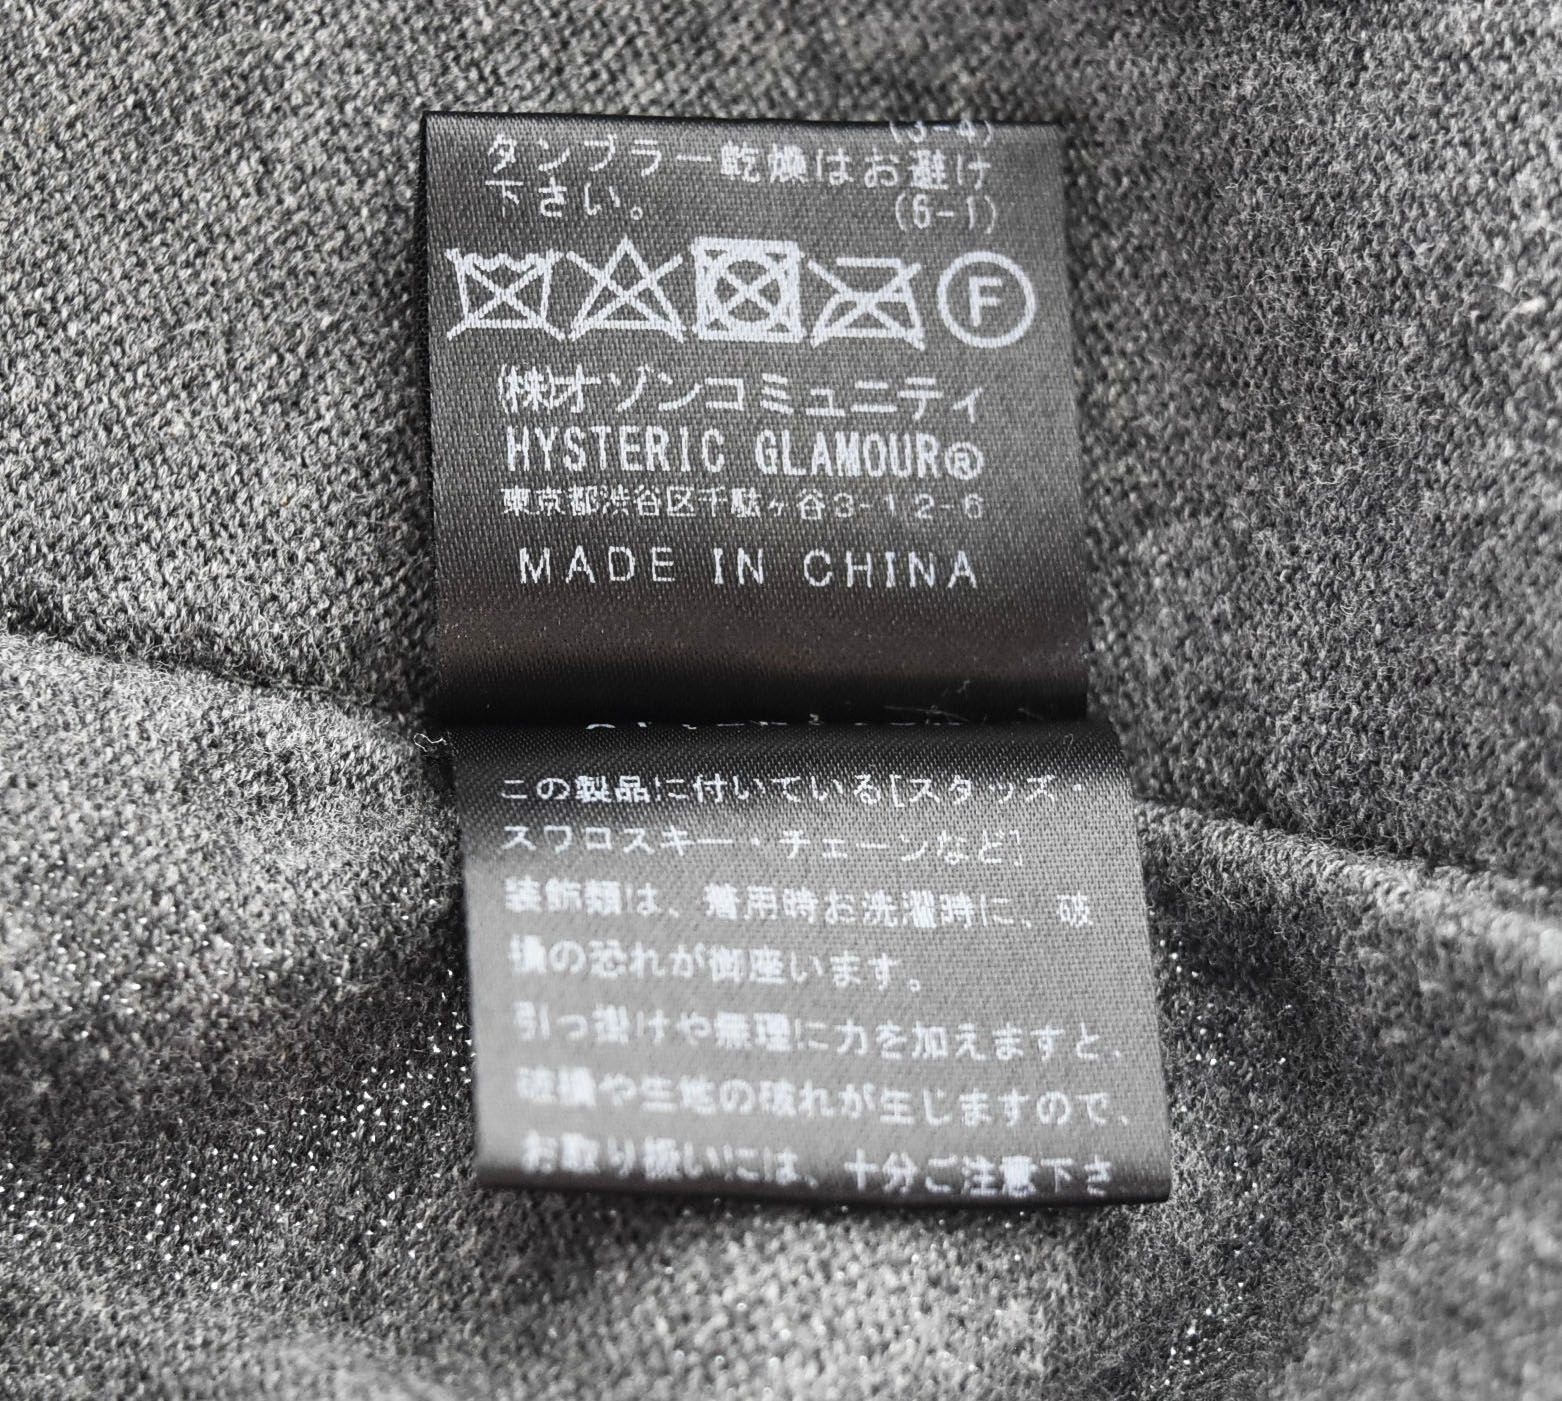 (3-4)
タンブラー乾燥はお避け
下さい。
(6-1)
F
(株)オゾンコミュニティ
HYSTERIC GLAMOUR®
東京都渋谷区千駄ヶ谷3-12-6
MADE IN CHINA
この製品に付いている[スタッズ・
スワロスキー・チェーンなど]
装飾類は、着用時お洗濯時に、破
損の恐れが御座います。
引っ掛けや無理に力を加えますと、
破損や生地の破れが生じますので、
お取り扱いには、十分ご注意下さ